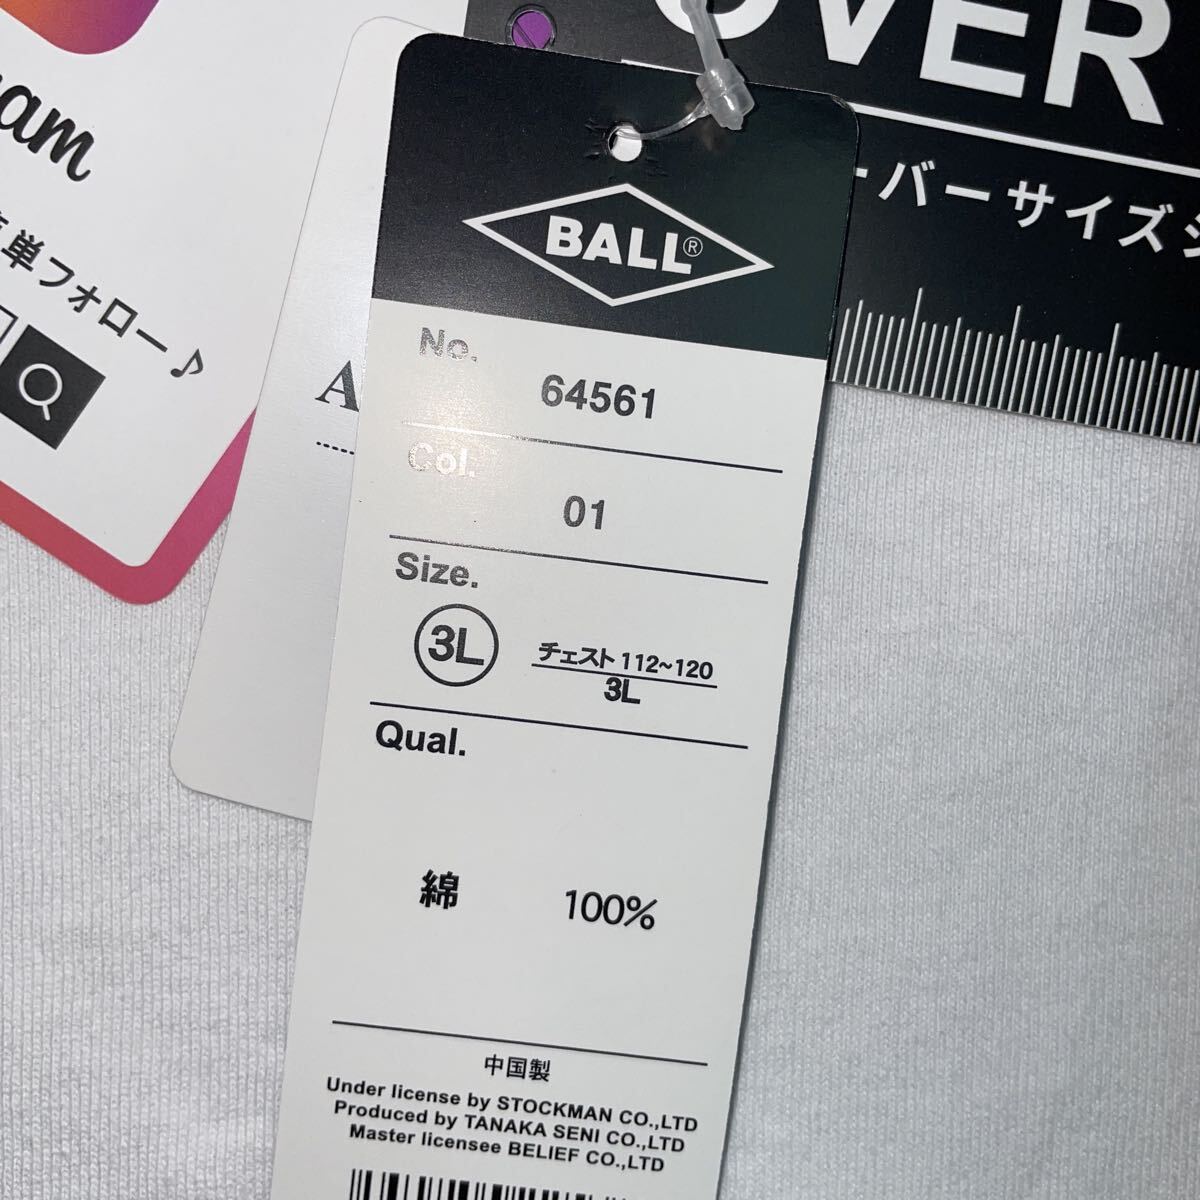 OVER
ーバーサイズシ
am
単フォロー♪
A
BALL®
No.
64561
Col.
01
Size.
3L
チェスト 112~120
3L
Qual.
綿 100%
中国製
Under license by STOCKMAN CO.,LTD
Produced by TANAKA SENI CO.,LTD
Master licensee BELIEF CO.,LTD